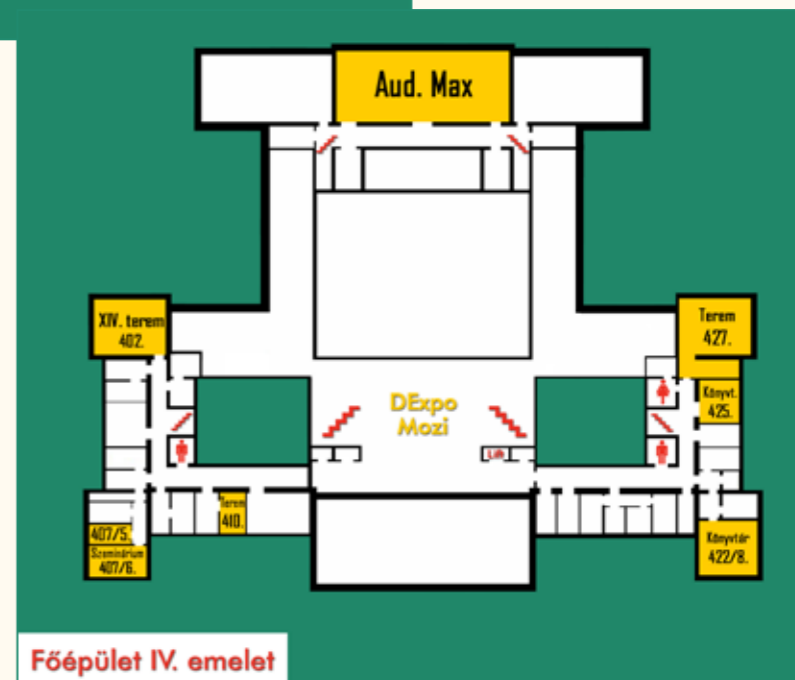 Aud. Max
XIV. terem
402.
Terem
427.
Könyvt.
425.
DExpo
Mozi
Lift
Terem
410.
407/5.
Szeminárium
407/6.
Könyvtár
422/8.
Főépület IV. emelet